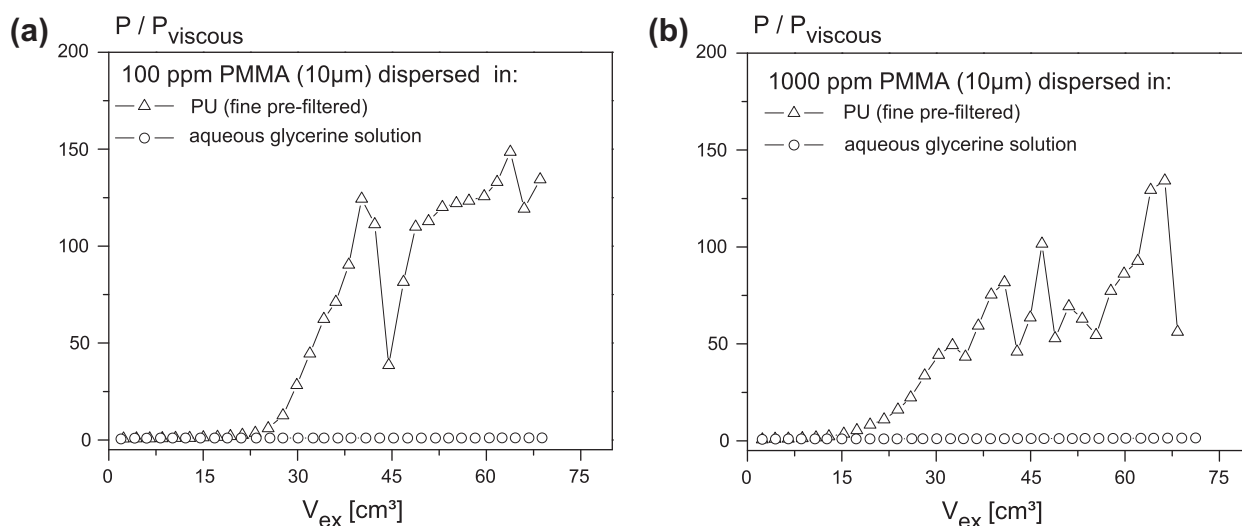 (a)
P / P_viscous
200
150
100
50
0
100 ppm PMMA (10µm) dispersed in:
PU (fine pre-filtered)
aqueous glycerine solution
0 15 30 45 60 75
V_ex [cm³]
(b)
P / P_viscous
200
150
100
50
0
1000 ppm PMMA (10µm) dispersed in:
PU (fine pre-filtered)
aqueous glycerine solution
0 15 30 45 60 75
V_ex [cm³]